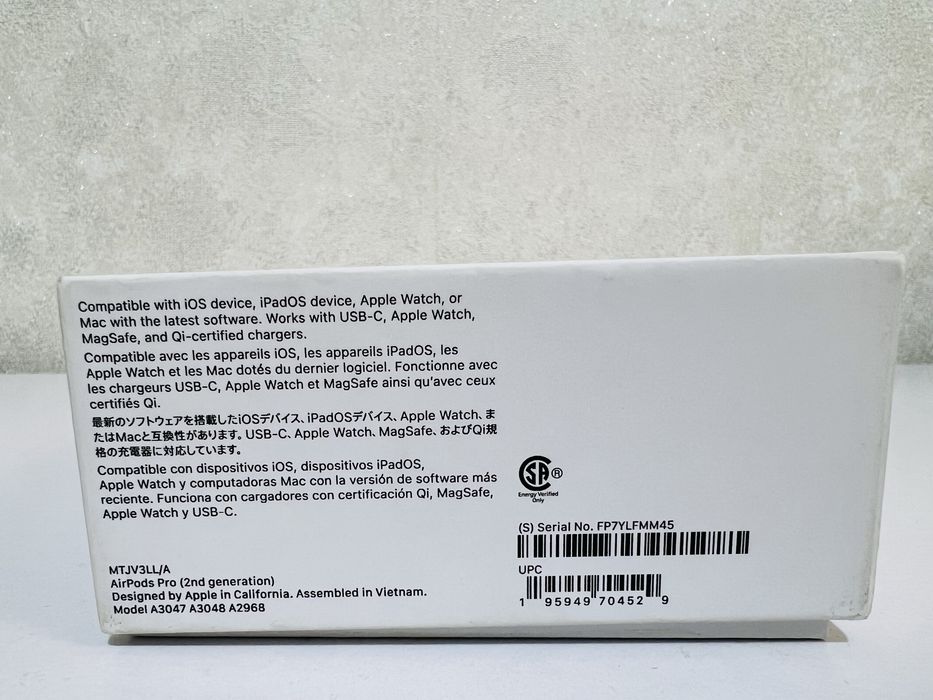 Compatible with iOS device, iPadOS device, Apple Watch, or
Mac with the latest software. Works with USB-C, Apple Watch,
MagSafe, and Qi-certified chargers.
Compatible avec les appareils iOS, les appareils iPadOS, les
Apple Watch et les Mac dotés du dernier logiciel. Fonctionne avec
les chargeurs USB-C, Apple Watch et MagSafe ainsi qu'avec ceux
certifiés Qi.
最新のソフトウェアを搭載したiOSデバイス、iPadOSデバイス、Apple Watch、ま
たはMacと互換性があります。USB-C、Apple Watch、MagSafe、およびQi規
格の充電器に対応しています。
Compatible con dispositivos iOS, dispositivos iPadOS,
Apple Watch y computadoras Mac con la versión de software más
reciente. Funciona con cargadores con certificación Qi, MagSafe,
Apple Watch y USB-C.
MTJV3LL/A
AirPods Pro (2nd generation)
Designed by Apple in California. Assembled in Vietnam.
Model A3047 A3048 A2968
SA ®
Energy Verified
Only
(S) Serial No. FP7YLFMM45
UPC
1 95949 70452 9